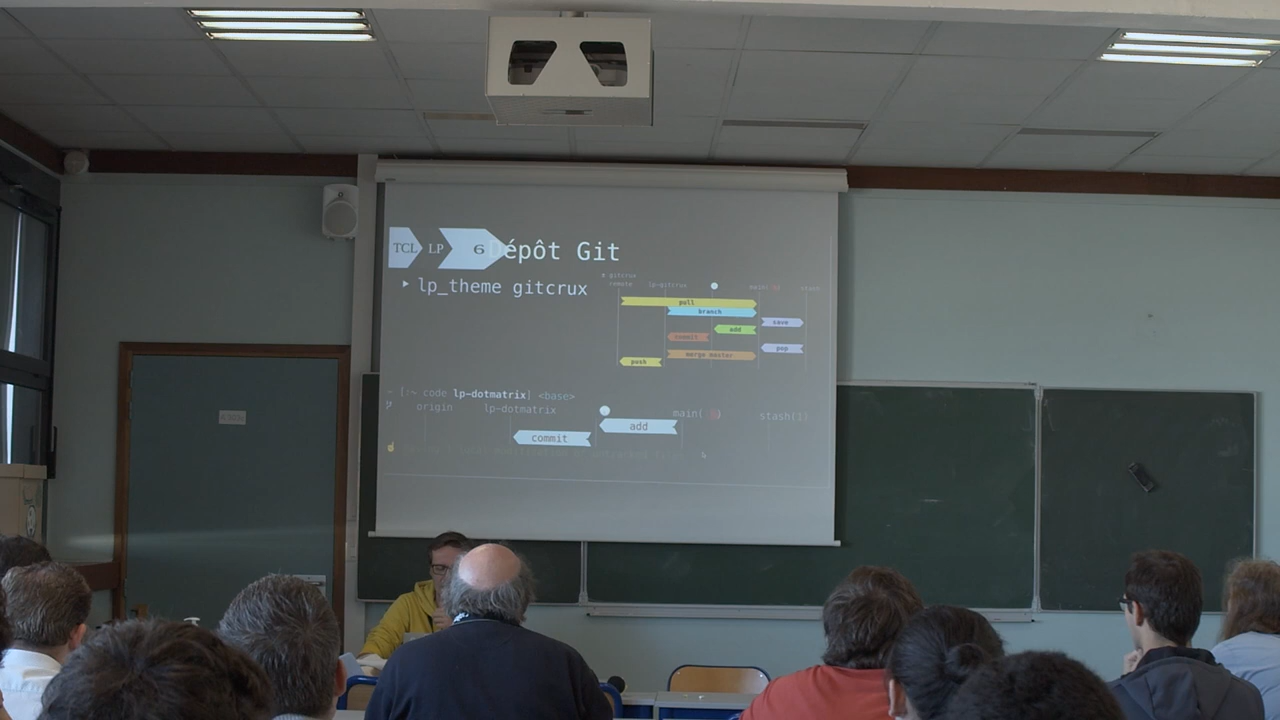 TCL LP 6 Dépôt Git
▸ lp_theme gitcrux
gitcrux
remote lp-gitcrux main( stash
pull
branch
save
add
commit
pop
merge master
push
[:~ code lp-dotmatrix] <base>
origin lp-dotmatrix main( ) stash(1)
add
commit